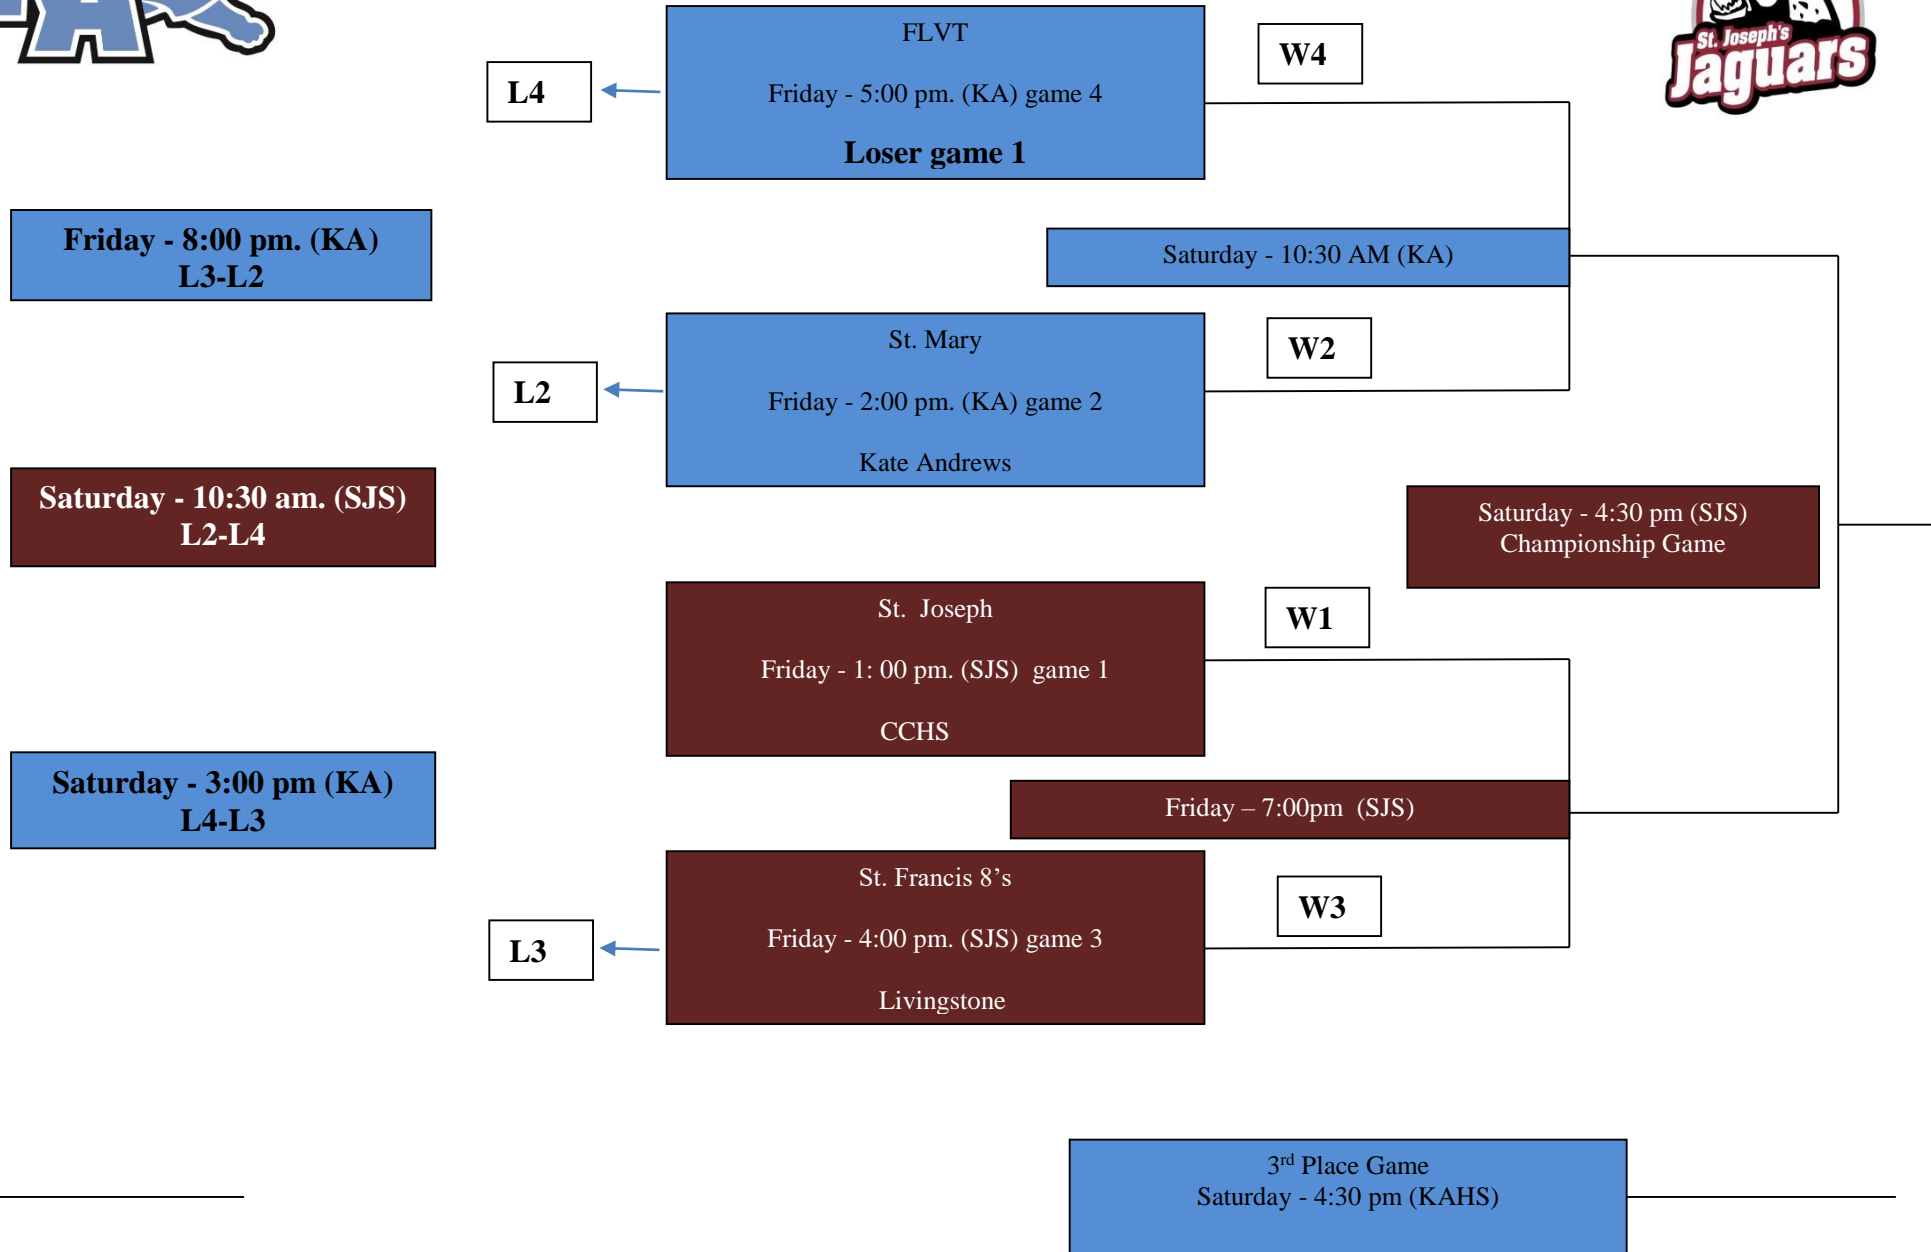 FLVT
W4
St. Joseph's
Jaguars
L4
Friday - 5:00 pm. (KA) game 4
Loser game 1
Friday - 8:00 pm. (KA)
L3-L2
Saturday - 10:30 AM (KA)
St. Mary
W2
L2
Friday - 2:00 pm. (KA) game 2
Kate Andrews
Saturday - 10:30 am. (SJS)
L2-L4
Saturday - 4:30 pm (SJS)
Championship Game
St. Joseph
W1
Friday - 1: 00 pm. (SJS) game 1
CCHS
Saturday - 3:00 pm (KA)
L4-L3
Friday – 7:00pm (SJS)
St. Francis 8’s
W3
L3
Friday - 4:00 pm. (SJS) game 3
Livingstone
3rd Place Game
Saturday - 4:30 pm (KAHS)